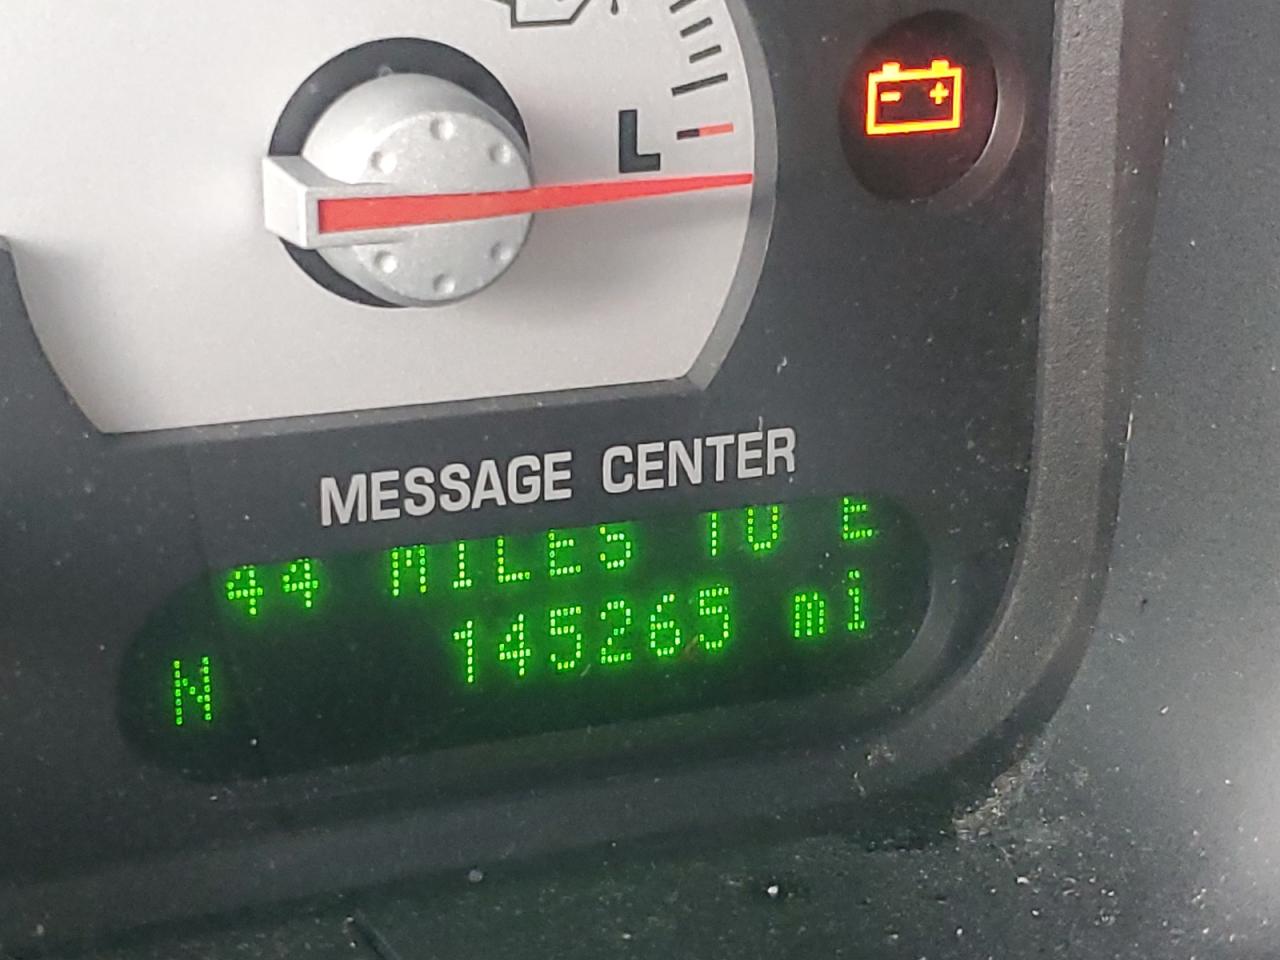 L
- +
MESSAGE CENTER
44 MILES TO E
145265 mi
N